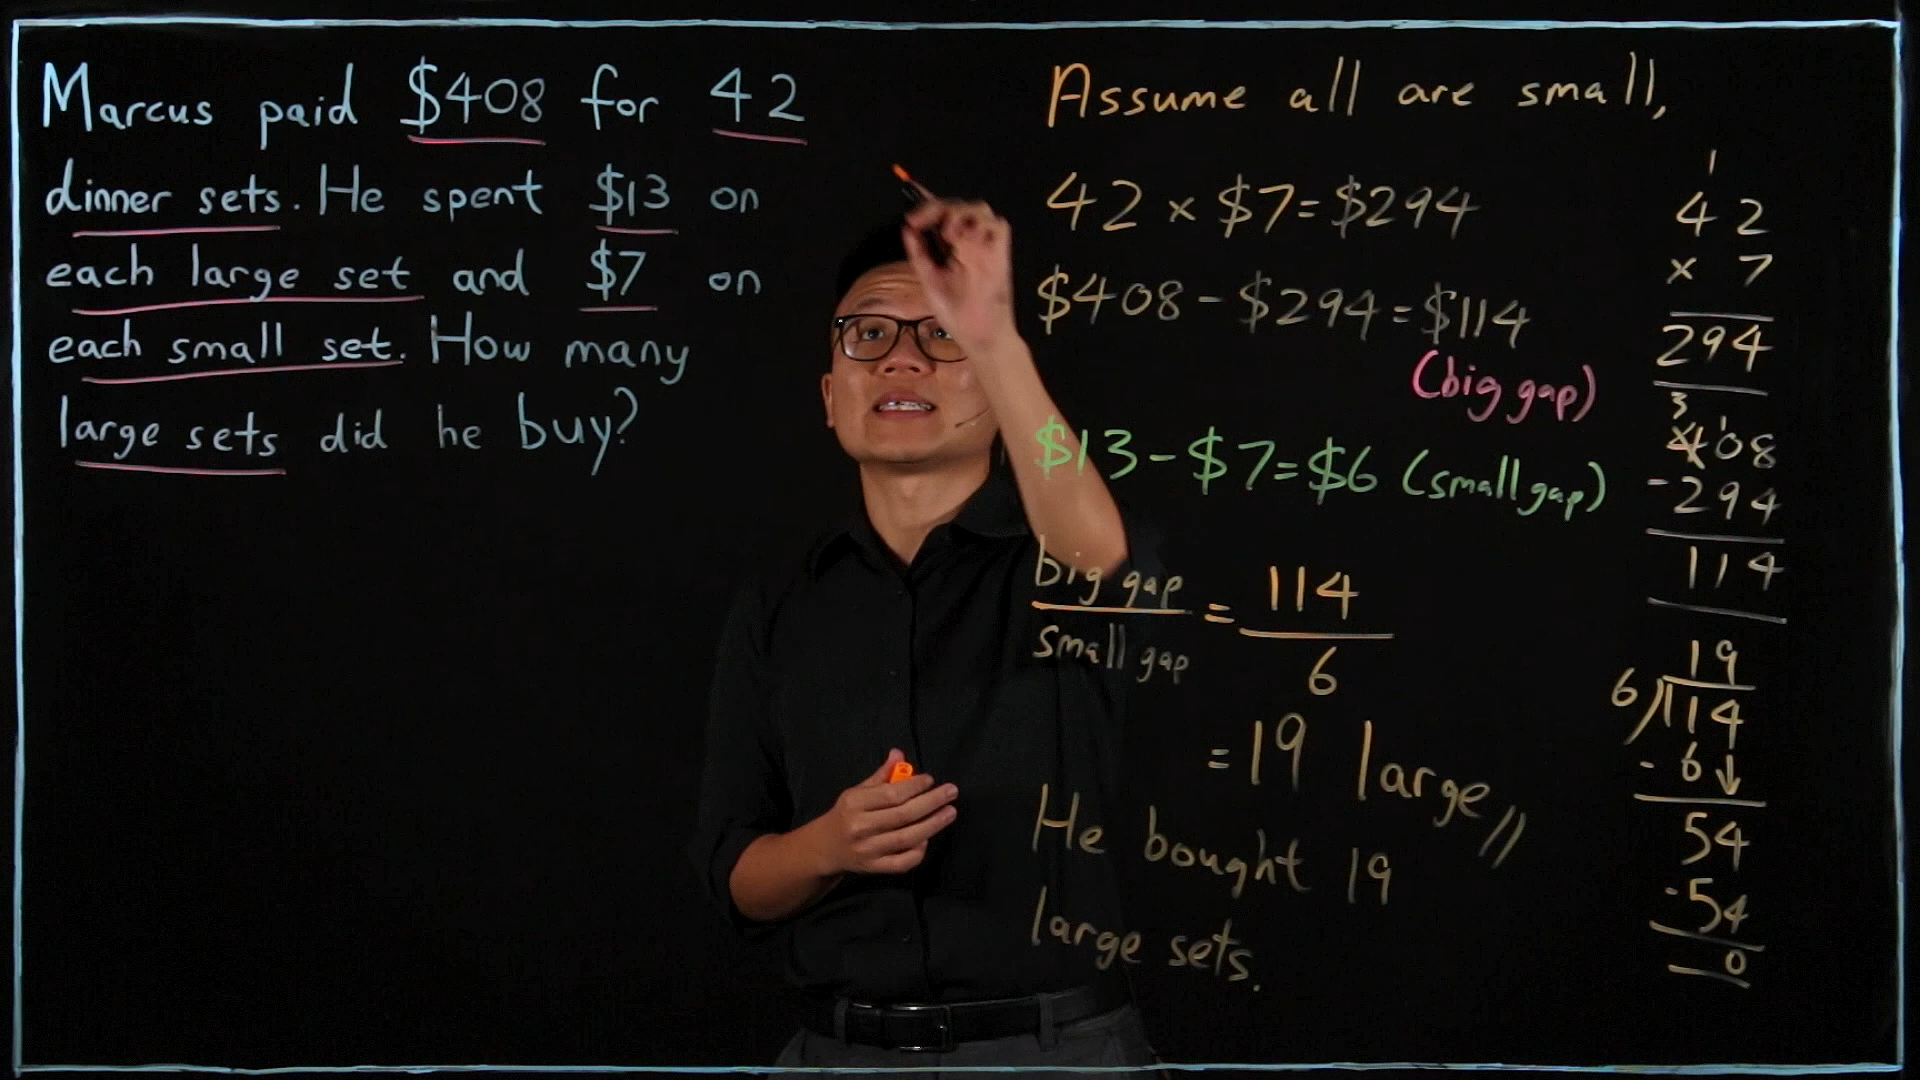 Marcus paid $408 for 42
dinner sets. He spent $13 on
each large set and $7 on
each small set. How many
large sets did he buy?
Assume all are small,
42 x $7 = $294
$408 - $294 = $114
(big gap)
$13 - $7 = $6 (small gap)
big gap
small gap
=
114
6
= 19 large //
He bought 19
large sets.
1
42
x 7
294
3 1
408
- 294
114
19
6)114
- 6↓
54
- 54
0